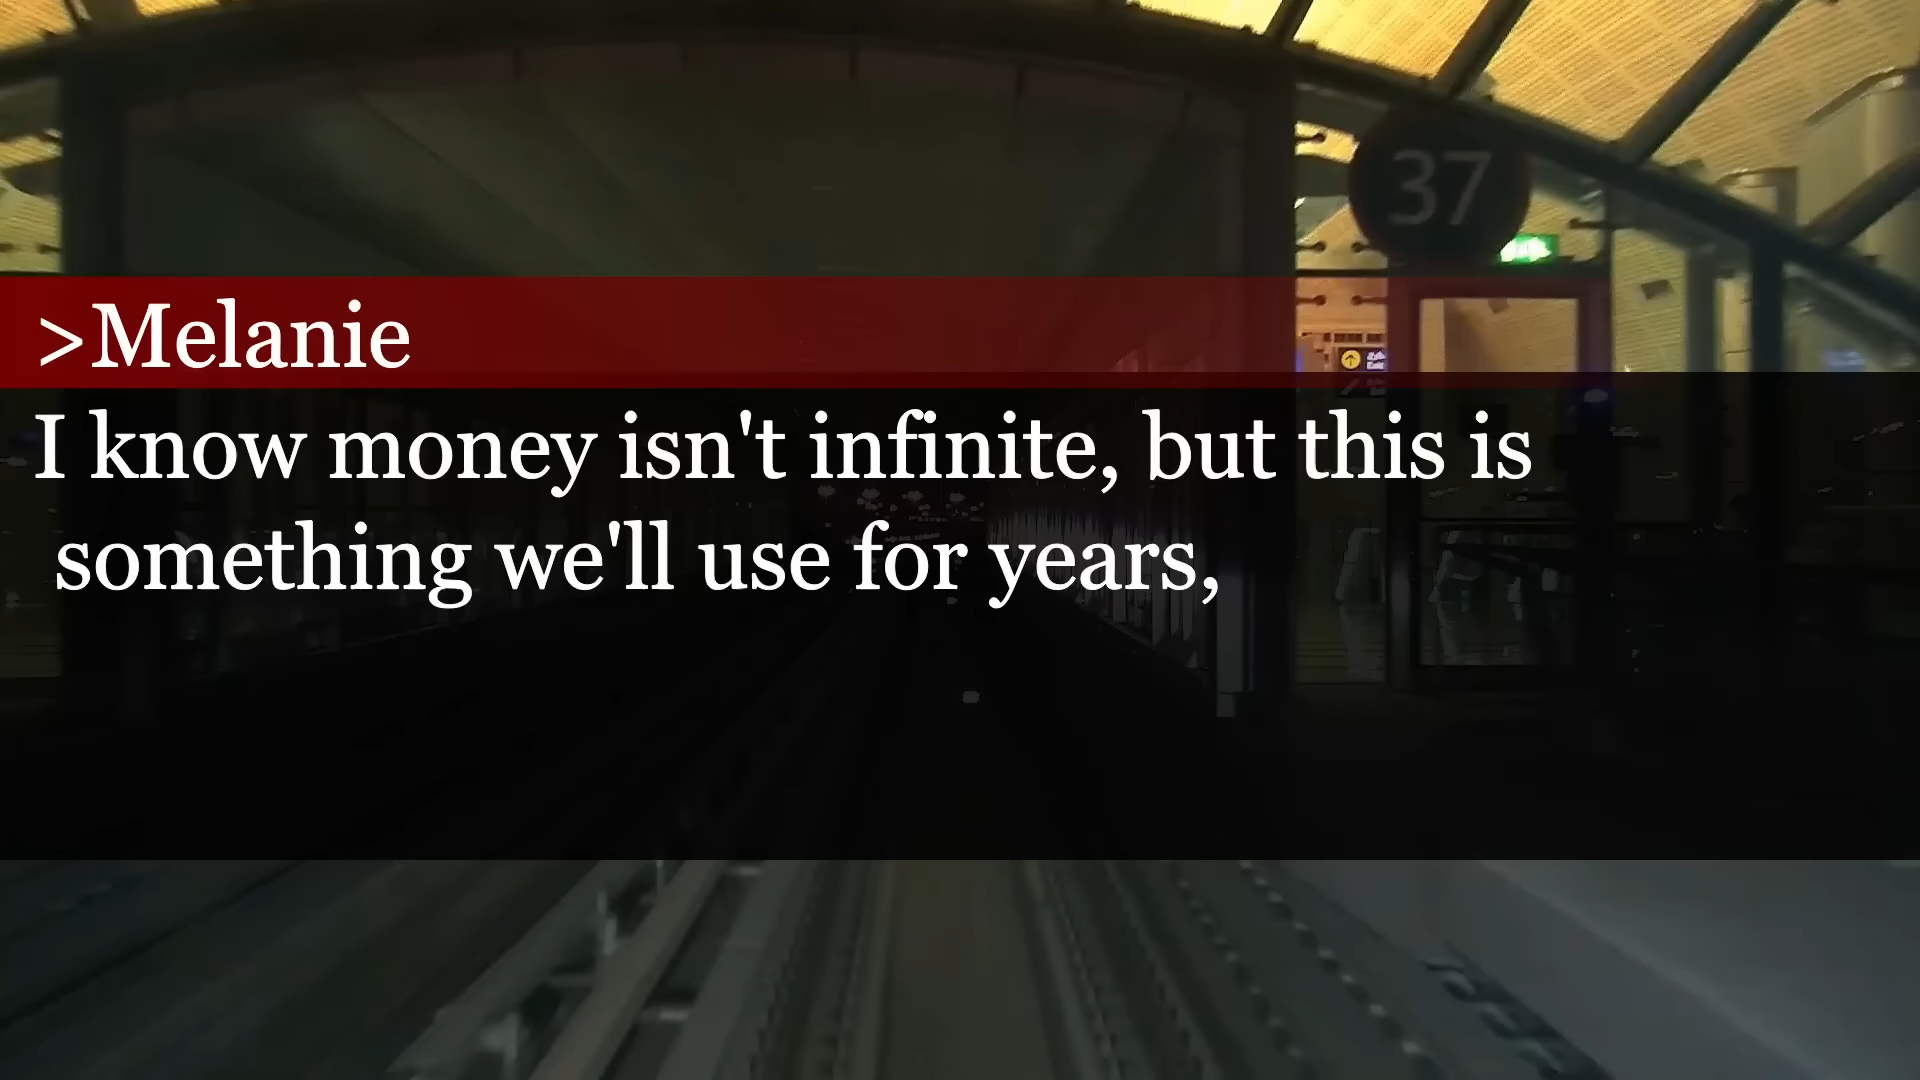 37
>Melanie
I know money isn't infinite, but this is
something we'll use for years,